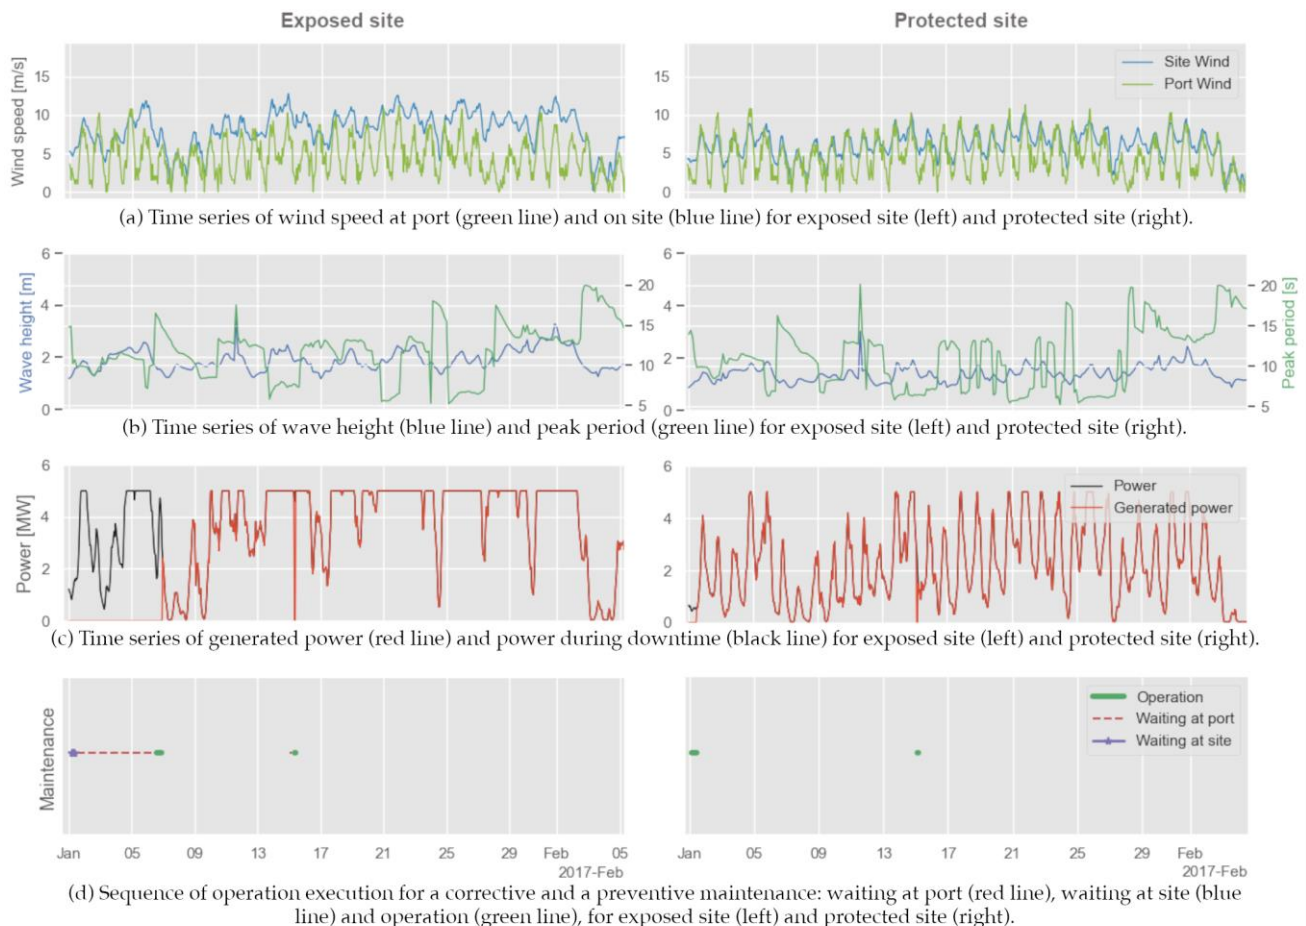 Exposed site
Protected site
Wind speed [m/s]
15
10
5
0
15
10
5
0
Site Wind
Port Wind
(a) Time series of wind speed at port (green line) and on site (blue line) for exposed site (left) and protected site (right).
Wave height [m]
6
4
2
0
20
15
10
5
6
4
2
0
20
15
10
5
Peak period [s]
(b) Time series of wave height (blue line) and peak period (green line) for exposed site (left) and protected site (right).
Power [MW]
6
4
2
0
6
4
2
0
Power
Generated power
(c) Time series of generated power (red line) and power during downtime (black line) for exposed site (left) and protected site (right).
Maintenance
Operation
Waiting at port
Waiting at site
Jan 05 09 13 17 21 25 29 Feb 05
2017-Feb
Jan 05 09 13 17 21 25 29 Feb
2017-Feb
(d) Sequence of operation execution for a corrective and a preventive maintenance: waiting at port (red line), waiting at site (blue
line) and operation (green line), for exposed site (left) and protected site (right).